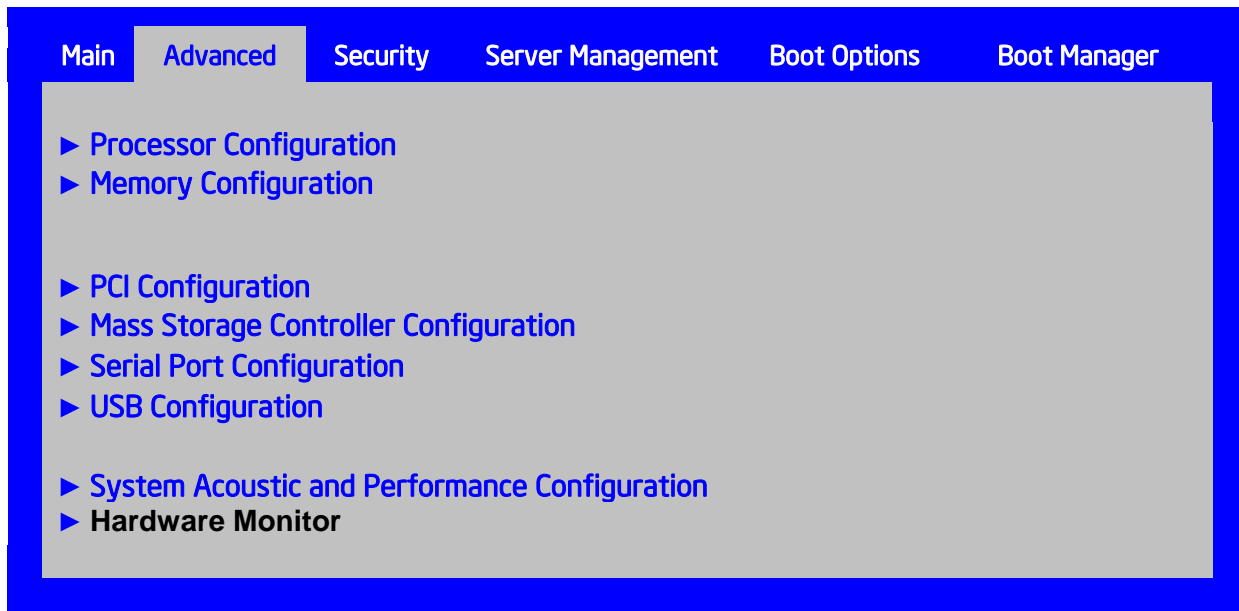 Main Advanced Security Server Management Boot Options Boot Manager
► Processor Configuration
► Memory Configuration
► PCI Configuration
► Mass Storage Controller Configuration
► Serial Port Configuration
► USB Configuration
► System Acoustic and Performance Configuration
► Hardware Monitor